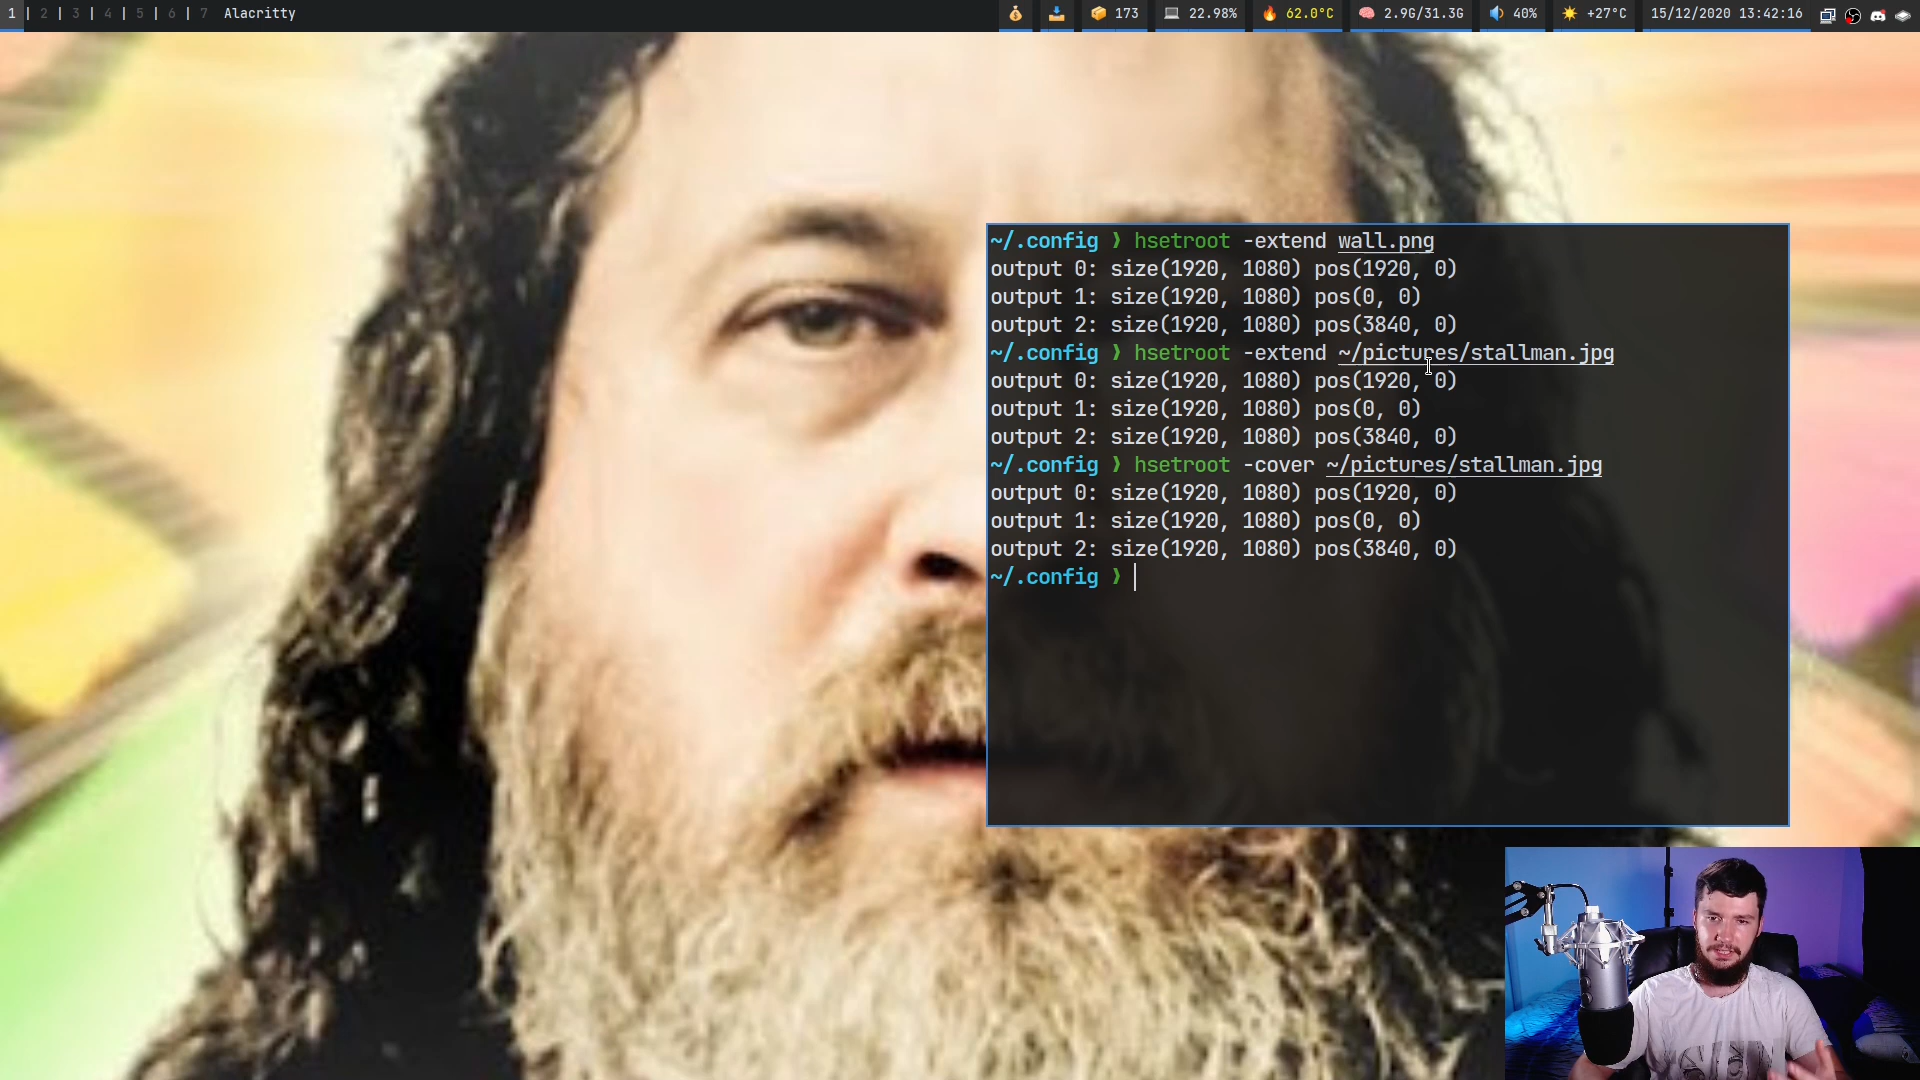 1 | 2 | 3 | 4 | 5 | 6 | 7 Alacritty 173 22.98% 62.0°C 2.9G/31.3G 40% +27°C 15/12/2020 13:42:16
~/.config ❯ hsetroot -extend wall.png
output 0: size(1920, 1080) pos(1920, 0)
output 1: size(1920, 1080) pos(0, 0)
output 2: size(1920, 1080) pos(3840, 0)
~/.config ❯ hsetroot -extend ~/pictures/stallman.jpg
output 0: size(1920, 1080) pos(1920, 0)
output 1: size(1920, 1080) pos(0, 0)
output 2: size(1920, 1080) pos(3840, 0)
~/.config ❯ hsetroot -cover ~/pictures/stallman.jpg
output 0: size(1920, 1080) pos(1920, 0)
output 1: size(1920, 1080) pos(0, 0)
output 2: size(1920, 1080) pos(3840, 0)
~/.config ❯